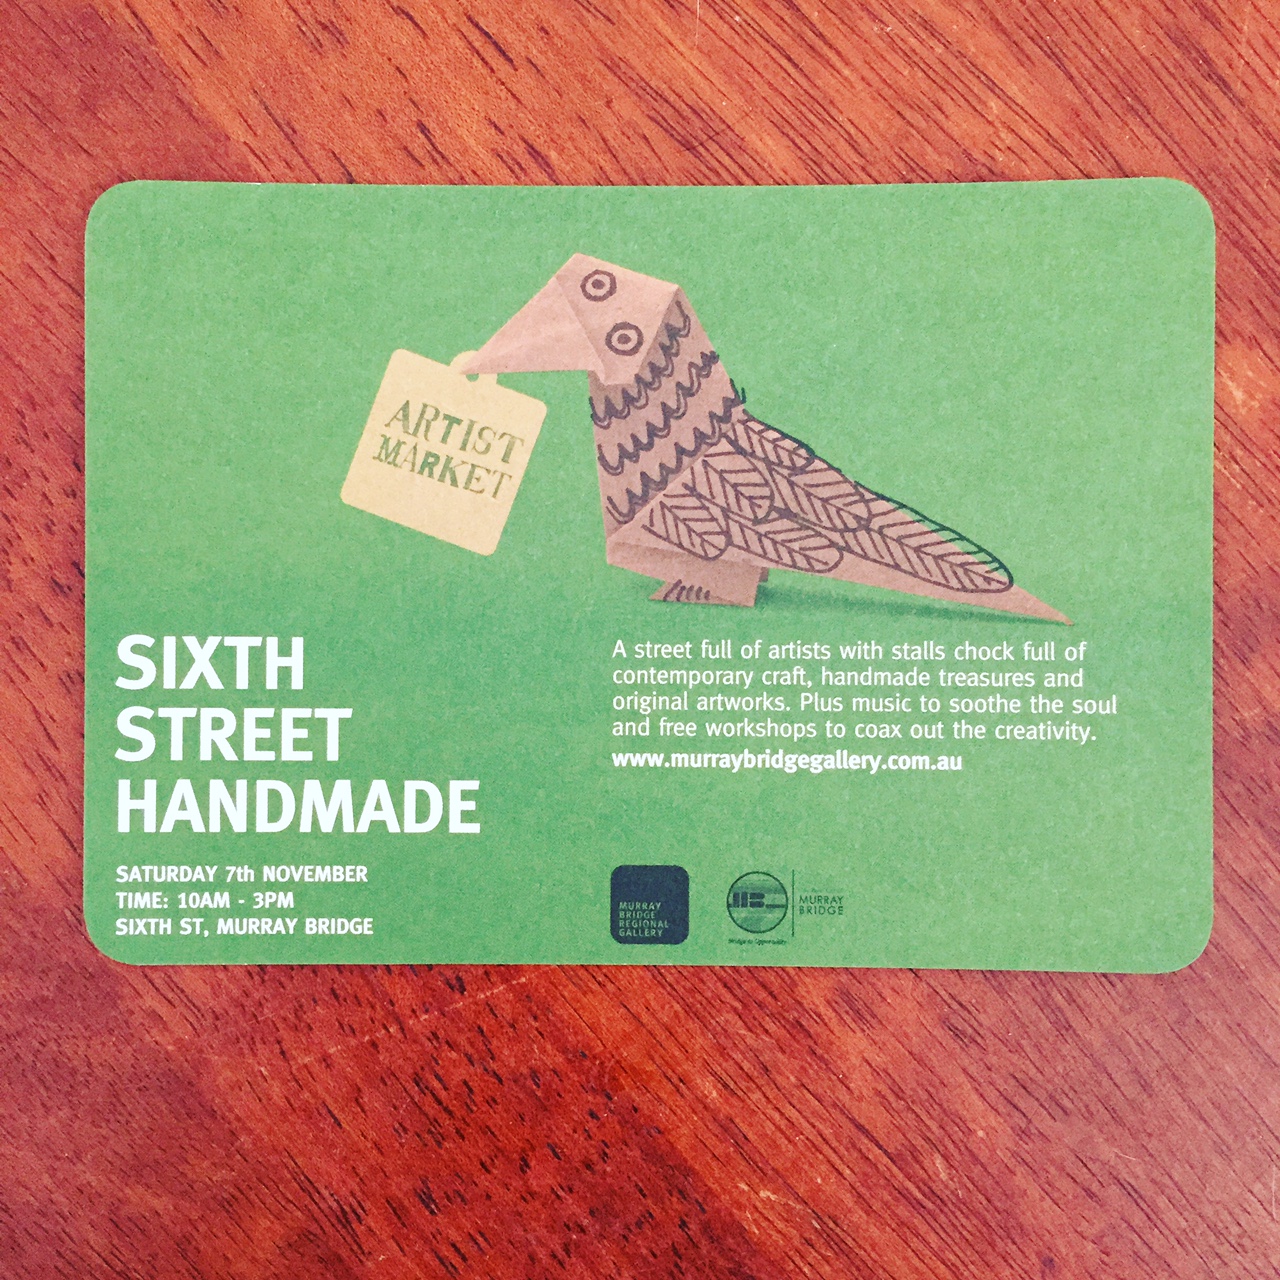 ARTIST
MARKET
SIXTH
STREET
HANDMADE
SATURDAY 7th NOVEMBER
TIME: 10AM - 3PM
SIXTH ST, MURRAY BRIDGE
A street full of artists with stalls chock full of
contemporary craft, handmade treasures and
original artworks. Plus music to soothe the soul
and free workshops to coax out the creativity.
www.murraybridgegallery.com.au
MURRAY
BRIDGE
REGIONAL
GALLERY
MURRAY
BRIDGE